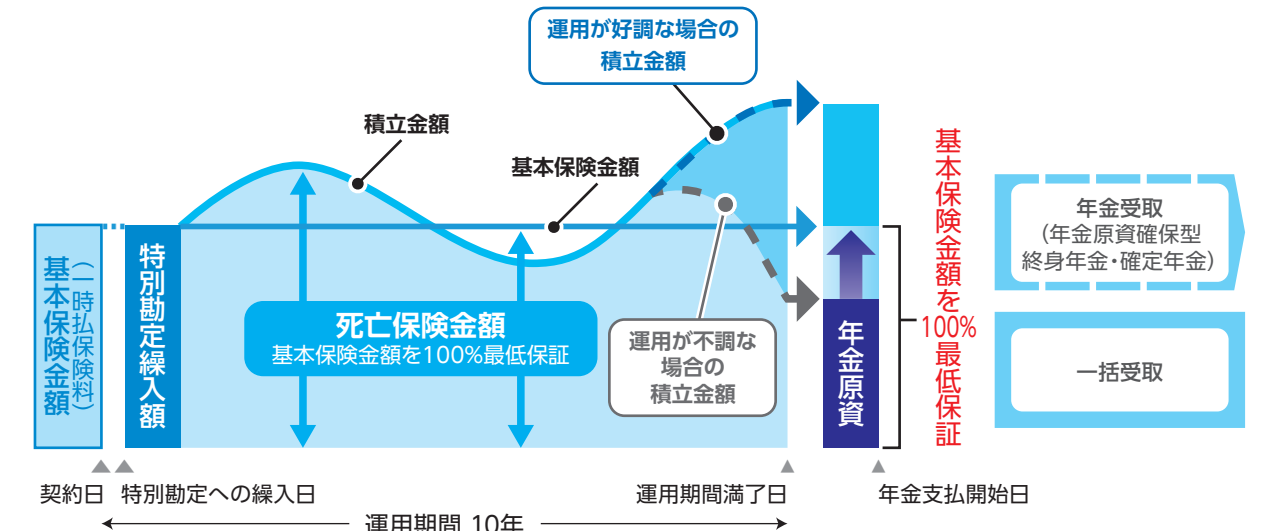 運用が好調な場合の
積立金額
積立金額
基本保険金額
基本保険金額
（一時払保険料）
特別勘定繰入額
死亡保険金額
基本保険金額を100%最低保証
運用が不調な
場合の
積立金額
年金原資
基本保険金額を100%最低保証
年金受取
（年金原資確保型
終身年金・確定年金）
一括受取
契約日
特別勘定への繰入日
運用期間満了日
年金支払開始日
運用期間 10年